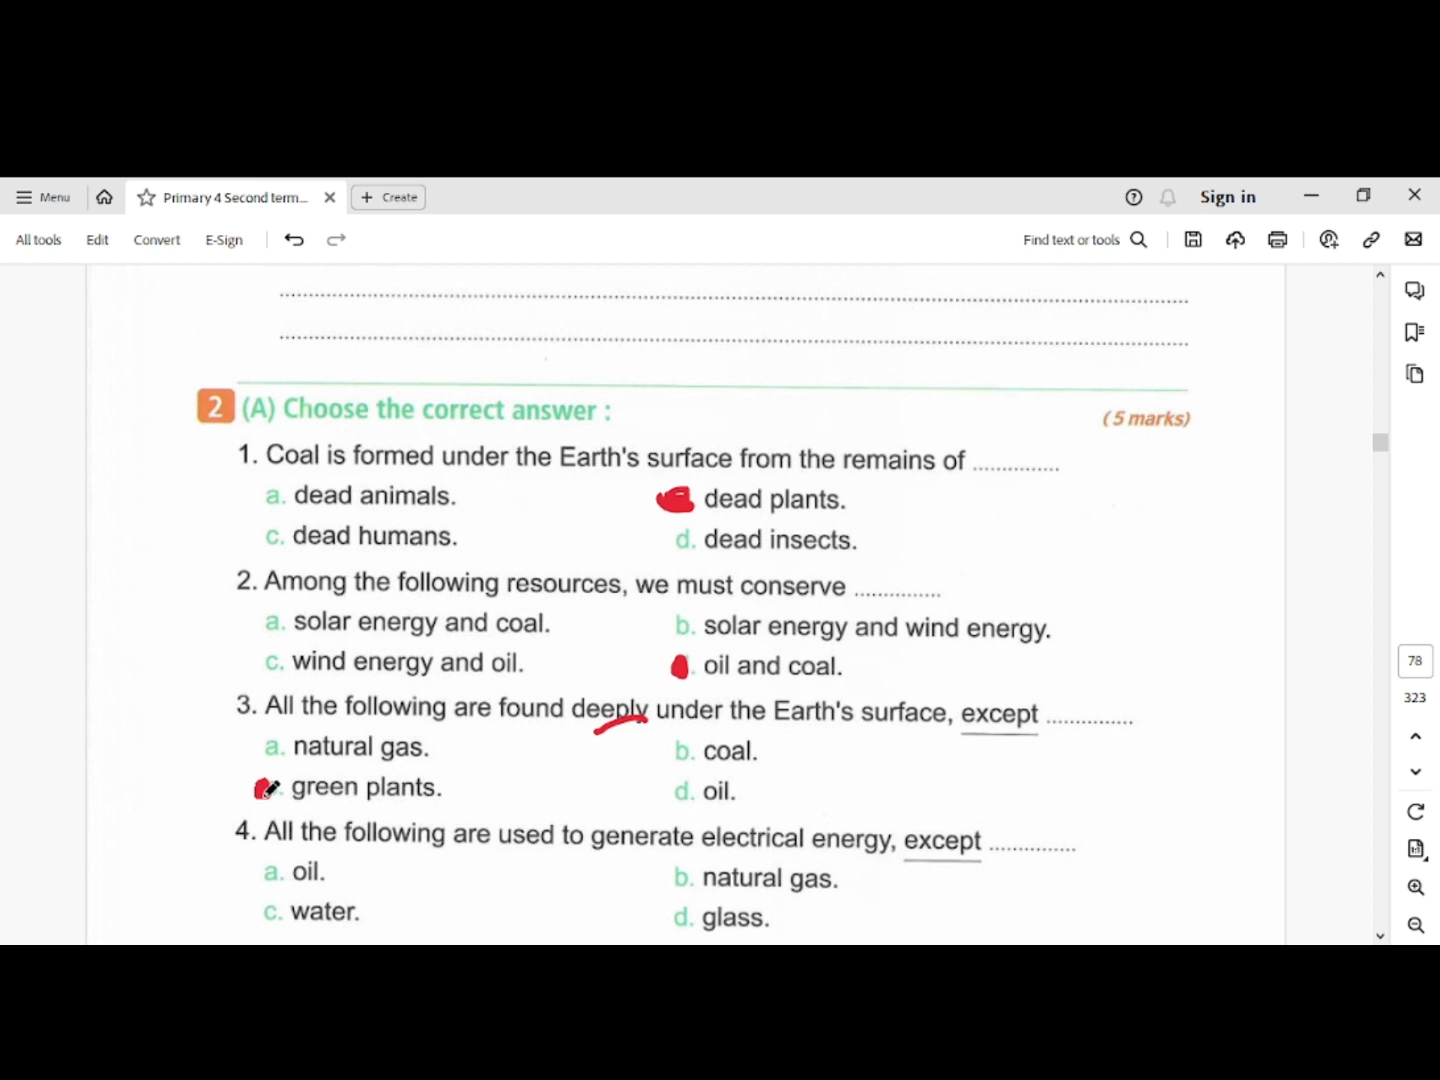 Menu
Primary 4 Second term...
Create
Sign in
All tools
Edit
Convert
E-Sign
Find text or tools
2 (A) Choose the correct answer :
(5 marks)
1. Coal is formed under the Earth's surface from the remains of ..............
a. dead animals.
dead plants.
c. dead humans.
d. dead insects.
2. Among the following resources, we must conserve ..............
a. solar energy and coal.
b. solar energy and wind energy.
c. wind energy and oil.
oil and coal.
3. All the following are found deeply under the Earth's surface, except ..............
a. natural gas.
b. coal.
green plants.
d. oil.
4. All the following are used to generate electrical energy, except ..............
a. oil.
b. natural gas.
c. water.
d. glass.
78
323